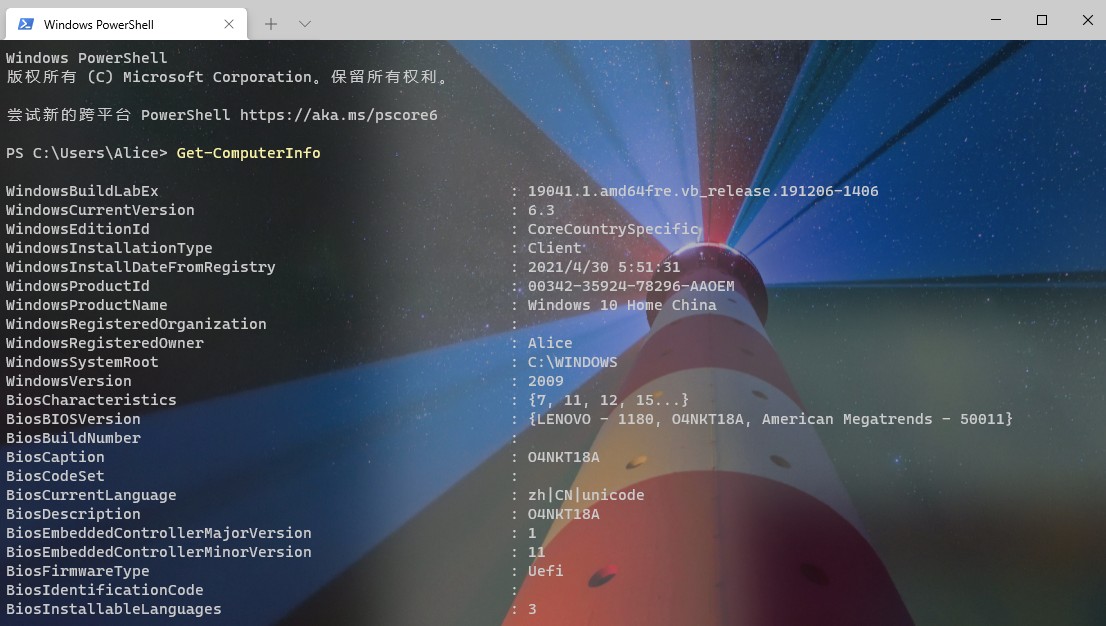 Windows PowerShell
Windows PowerShell
版权所有 (C) Microsoft Corporation。保留所有权利。
尝试新的跨平台 PowerShell https://aka.ms/pscore6
PS C:\Users\Alice> Get-ComputerInfo
WindowsBuildLabEx : 19041.1.amd64fre.vb_release.191206-1406
WindowsCurrentVersion : 6.3
WindowsEditionId : CoreCountrySpecific
WindowsInstallationType : Client
WindowsInstallDateFromRegistry : 2021/4/30 5:51:31
WindowsProductId : 00342-35924-78296-AAOEM
WindowsProductName : Windows 10 Home China
WindowsRegisteredOrganization :
WindowsRegisteredOwner : Alice
WindowsSystemRoot : C:\WINDOWS
WindowsVersion : 2009
BiosCharacteristics : {7, 11, 12, 15...}
BiosBIOSVersion : {LENOVO - 1180, O4NKT18A, American Megatrends - 50011}
BiosBuildNumber :
BiosCaption : O4NKT18A
BiosCodeSet :
BiosCurrentLanguage : zh|CN|unicode
BiosDescription : O4NKT18A
BiosEmbeddedControllerMajorVersion : 1
BiosEmbeddedControllerMinorVersion : 11
BiosFirmwareType : Uefi
BiosIdentificationCode :
BiosInstallableLanguages : 3